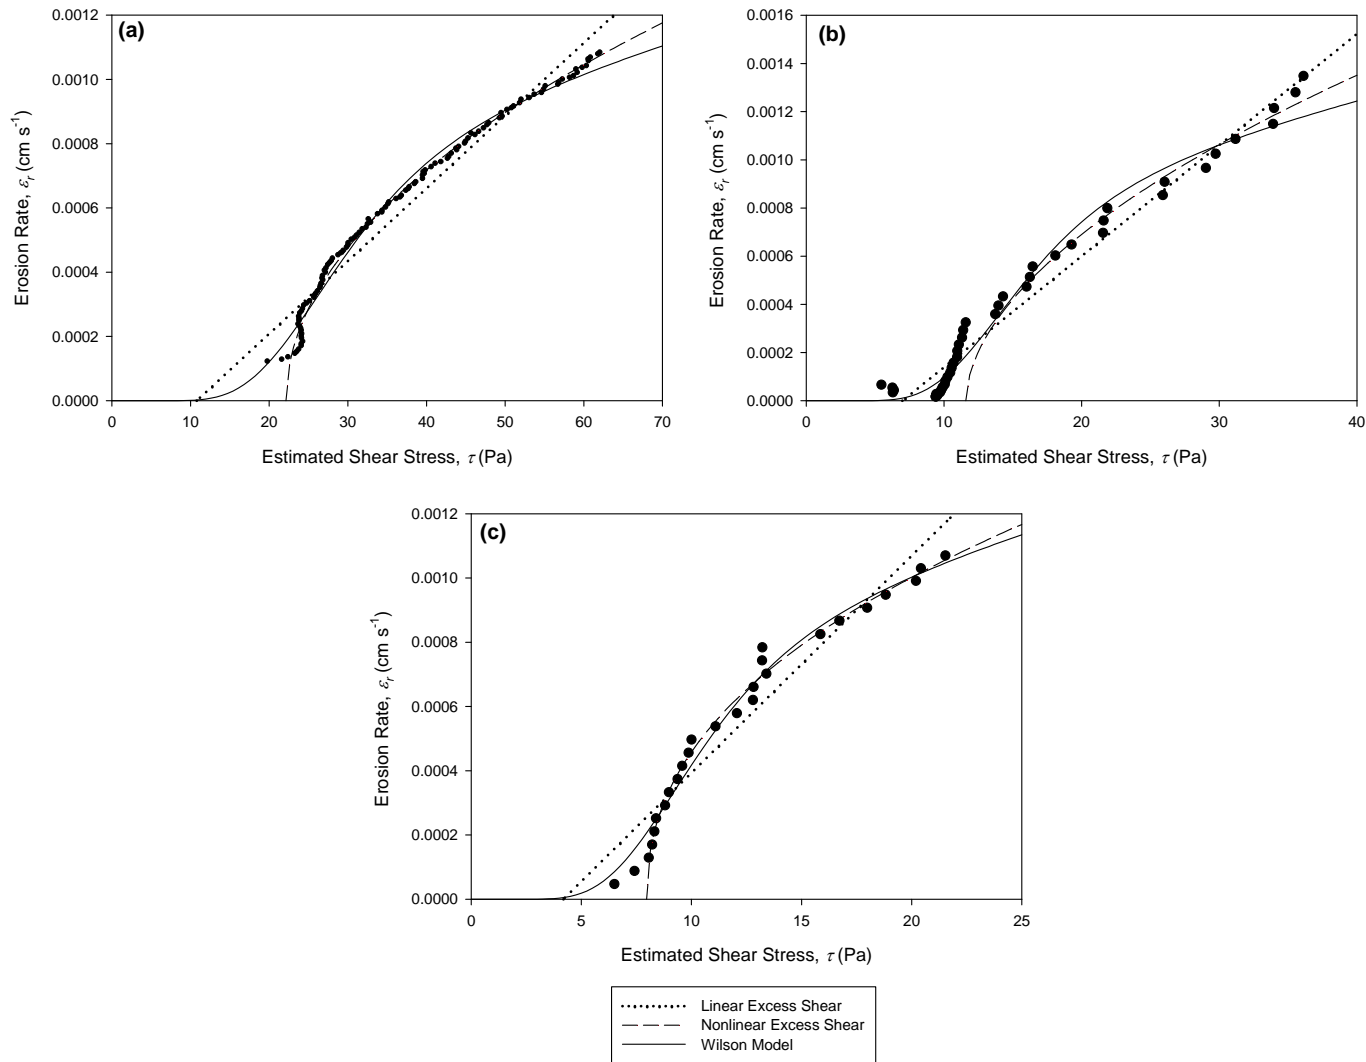 (a)
0.0012
0.0010
0.0008
0.0006
0.0004
0.0002
0.0000
Erosion Rate, εr (cm s-1)
0 10 20 30 40 50 60 70
Estimated Shear Stress, τ (Pa)
(b)
0.0016
0.0014
0.0012
0.0010
0.0008
0.0006
0.0004
0.0002
0.0000
Erosion Rate, εr (cm s-1)
0 10 20 30 40
Estimated Shear Stress, τ (Pa)
(c)
0.0012
0.0010
0.0008
0.0006
0.0004
0.0002
0.0000
Erosion Rate, εr (cm s-1)
0 5 10 15 20 25
Estimated Shear Stress, τ (Pa)
Linear Excess Shear
Nonlinear Excess Shear
Wilson Model